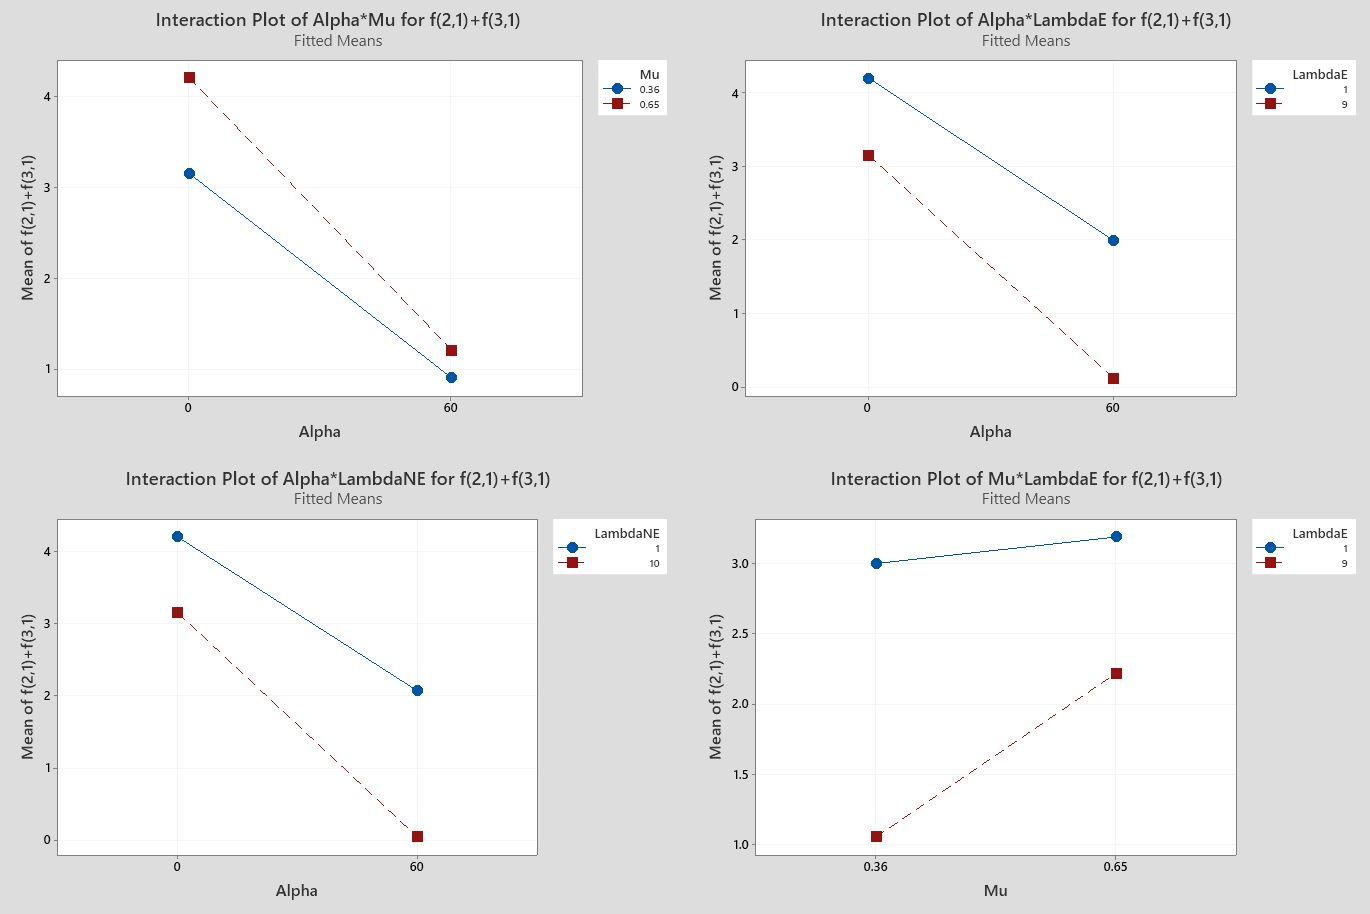 Interaction Plot of Alpha*Mu for f(2,1)+f(3,1)
Fitted Means
Mu
0.36
0.65
Mean of f(2,1)+f(3,1)
4
3
2
1
0
60
Alpha
Interaction Plot of Alpha*LambdaE for f(2,1)+f(3,1)
Fitted Means
LambdaE
1
9
Mean of f(2,1)+f(3,1)
4
3
2
1
0
0
60
Alpha
Interaction Plot of Alpha*LambdaNE for f(2,1)+f(3,1)
Fitted Means
LambdaNE
1
10
Mean of f(2,1)+f(3,1)
4
3
2
1
0
0
60
Alpha
Interaction Plot of Mu*LambdaE for f(2,1)+f(3,1)
Fitted Means
LambdaE
1
9
Mean of f(2,1)+f(3,1)
3.0
2.5
2.0
1.5
1.0
0.36
0.65
Mu